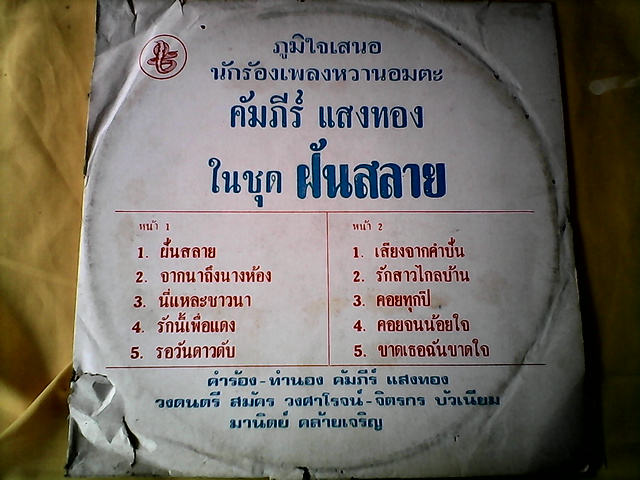 ภูมิใจเสนอ
นักร้องเพลงหวานอมตะ
คัมภีร์ แสงทอง
ในชุด ฝั้นสลาย
หน้า 1
1. ฝั้นสลาย
2. จากนาถึงนางห้อง
3. นี่แหละชาวนา
4. รักนี้เพื่อแดง
5. รอวันดาวดับ
หน้า 2
1. เสียงจากคำปั่น
2. รักสาวไกลบ้าน
3. คอยทุกปี
4. คอยจนน้อยใจ
5. ขาดเธอฉันขาดใจ
คำร้อง - ทำนอง คัมภีร์ แสงทอง
วงดนตรี สมัคร วงศาโรจน์ - จิตรกร บัวเนียม
มานิตย์ คล้ายเจริญ